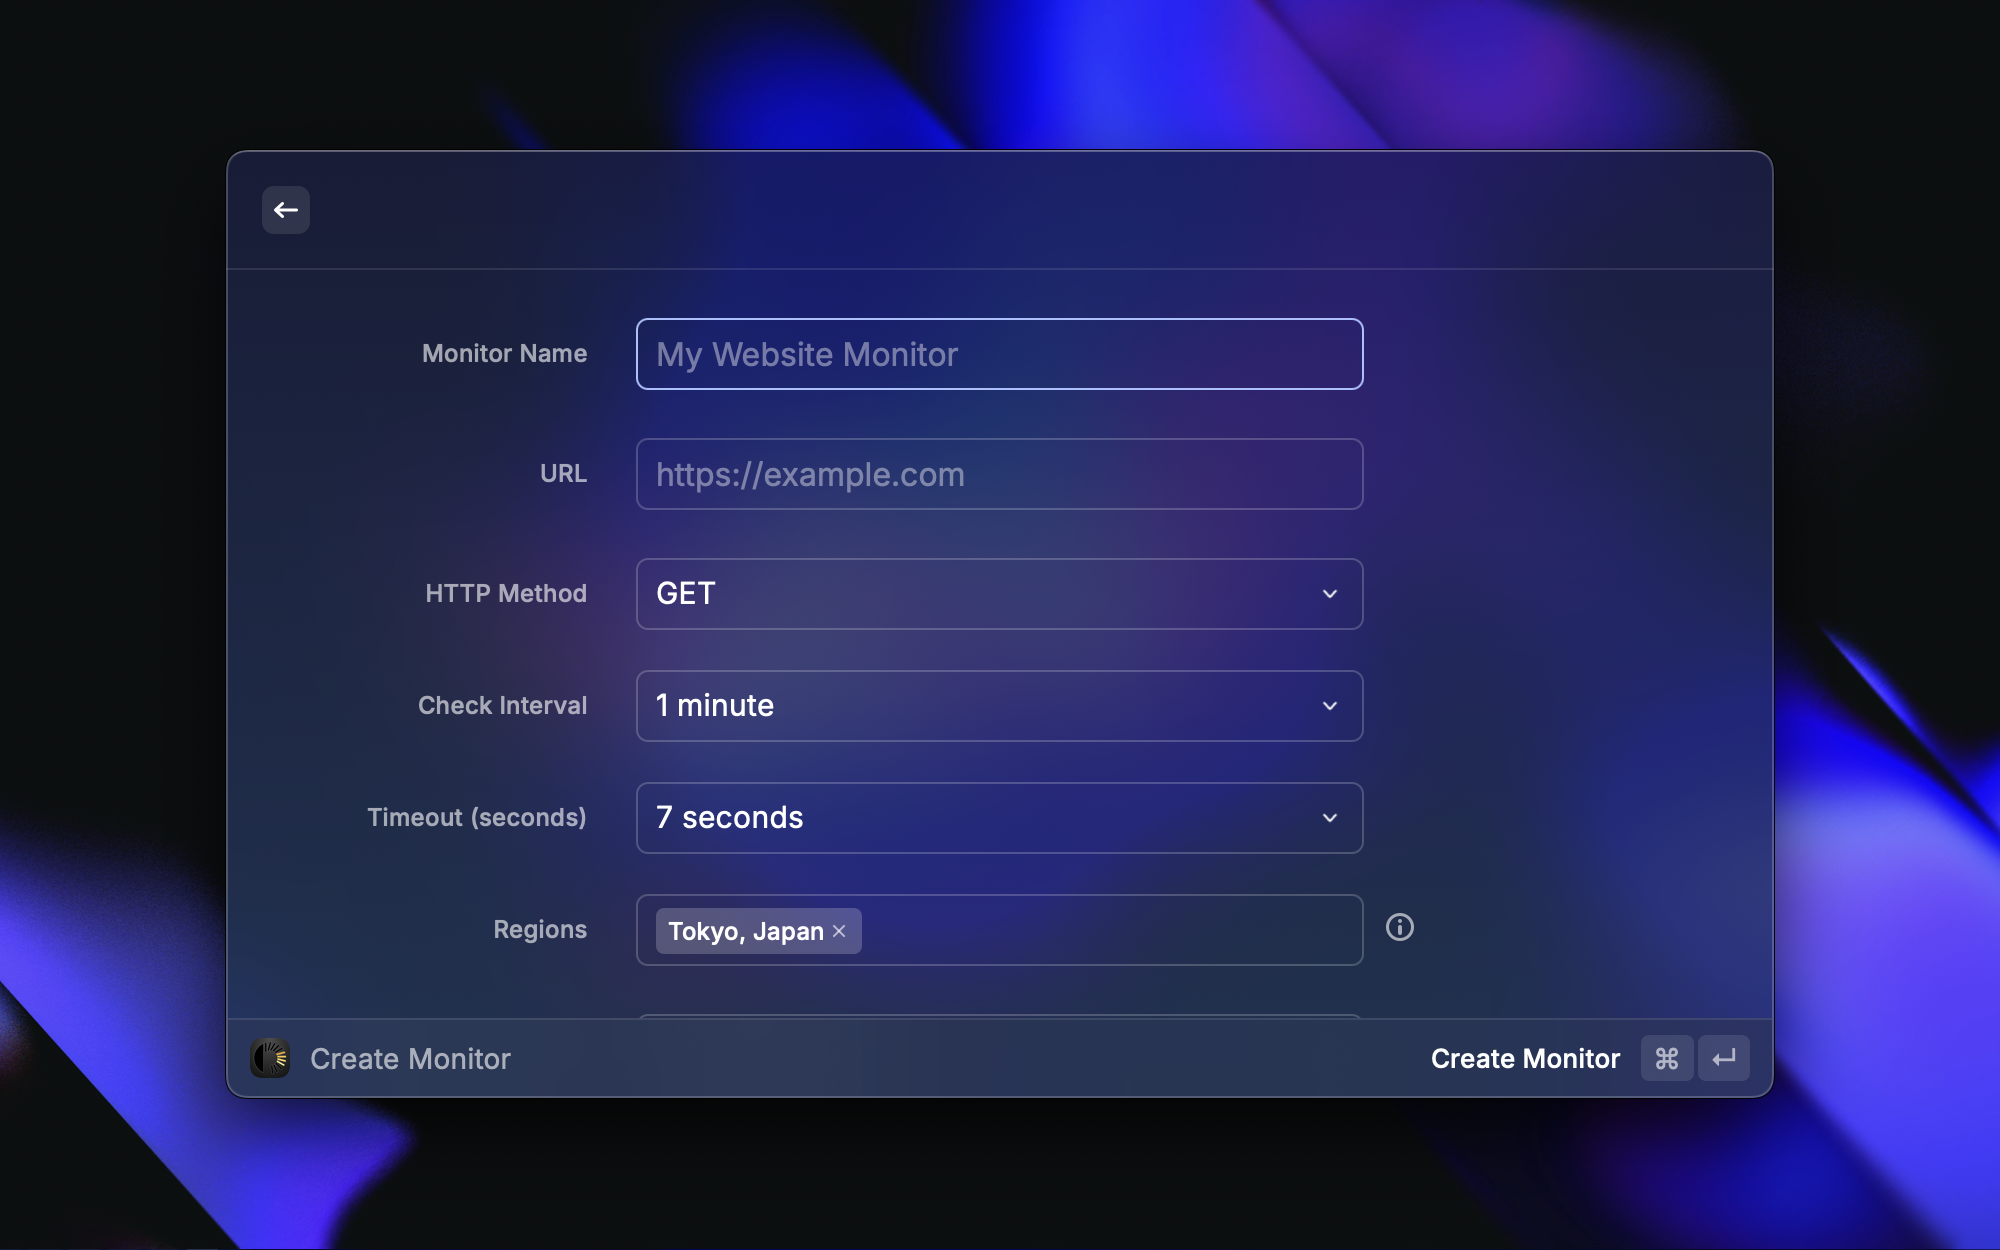 Monitor Name
My Website Monitor
URL
https://example.com
HTTP Method
GET
Check Interval
1 minute
Timeout (seconds)
7 seconds
Regions
Tokyo, Japan ×
Create Monitor
Create Monitor ⌘ ↵